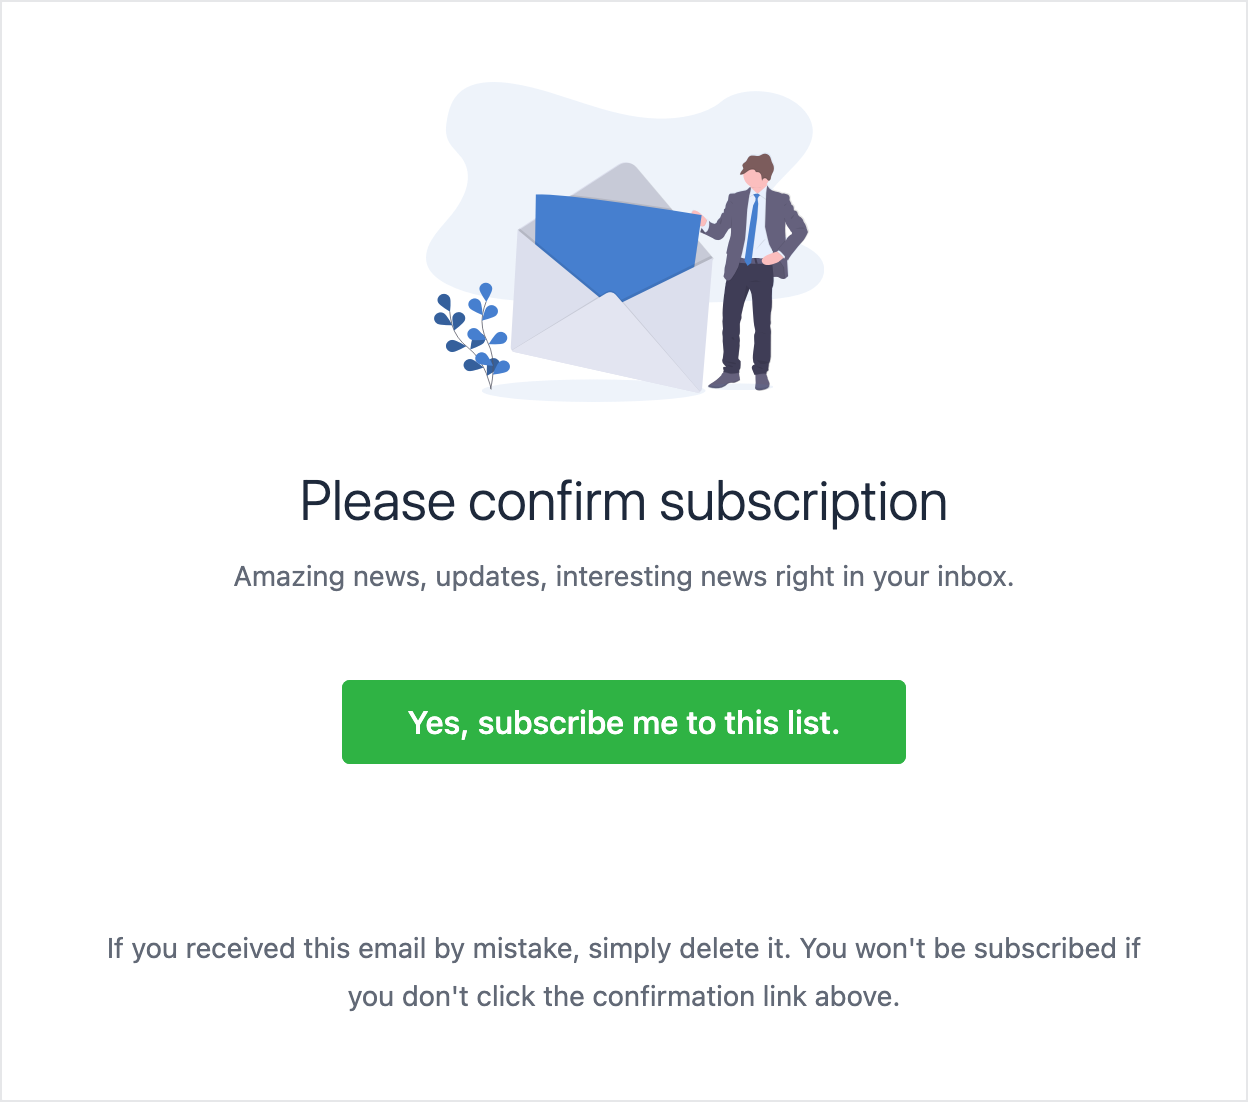 Please confirm subscription
Amazing news, updates, interesting news right in your inbox.
Yes, subscribe me to this list.
If you received this email by mistake, simply delete it. You won't be subscribed if
you don't click the confirmation link above.